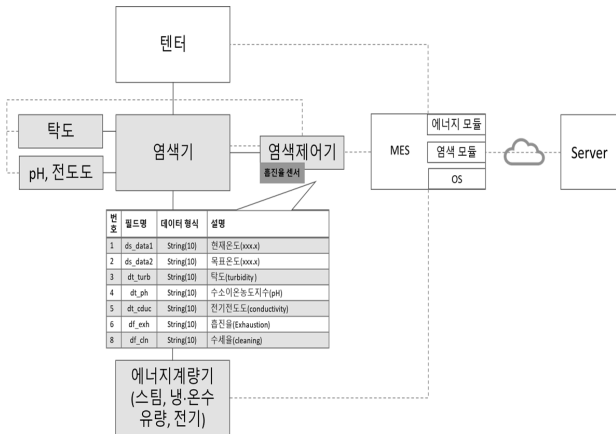 텐터
탁도
pH, 전도도
염색기
염색제어기
흡진율 센서
MES
에너지 모듈
염색 모듈
OS
Server
번호 필드명 데이터 형식 설명
1 ds_data1 String(10) 현재온도(xxx.x)
2 ds_data2 String(10) 목표온도(xxx.x)
3 dt_turb String(10) 탁도(turbidity)
4 dt_ph String(10) 수소이온농도지수(pH)
5 dt_cduc String(10) 전기전도도(conductivity)
6 df_exh String(10) 흡진율(Exhaustion)
8 df_cln String(10) 수세율(cleaning)
에너지계량기
(스팀, 냉·온수
유량, 전기)